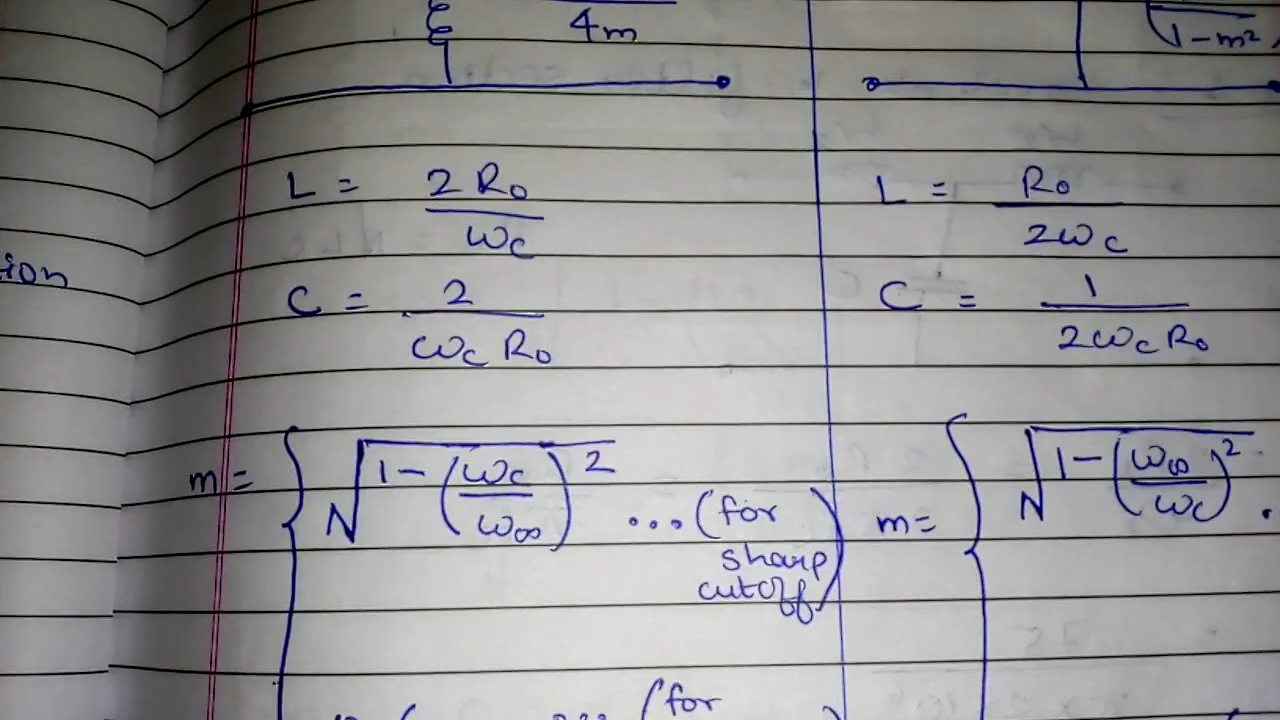 4m
√1-m²
ion
L = 2R₀/ω_c
L = R₀/2ω_c
C = 2/ω_c R₀
C = 1/2ω_c R₀
m = { √1-(ω_c/ω_∞)² ...(for sharp cutoff)
m = { √1-(ω_∞/ω_c)² .
(for